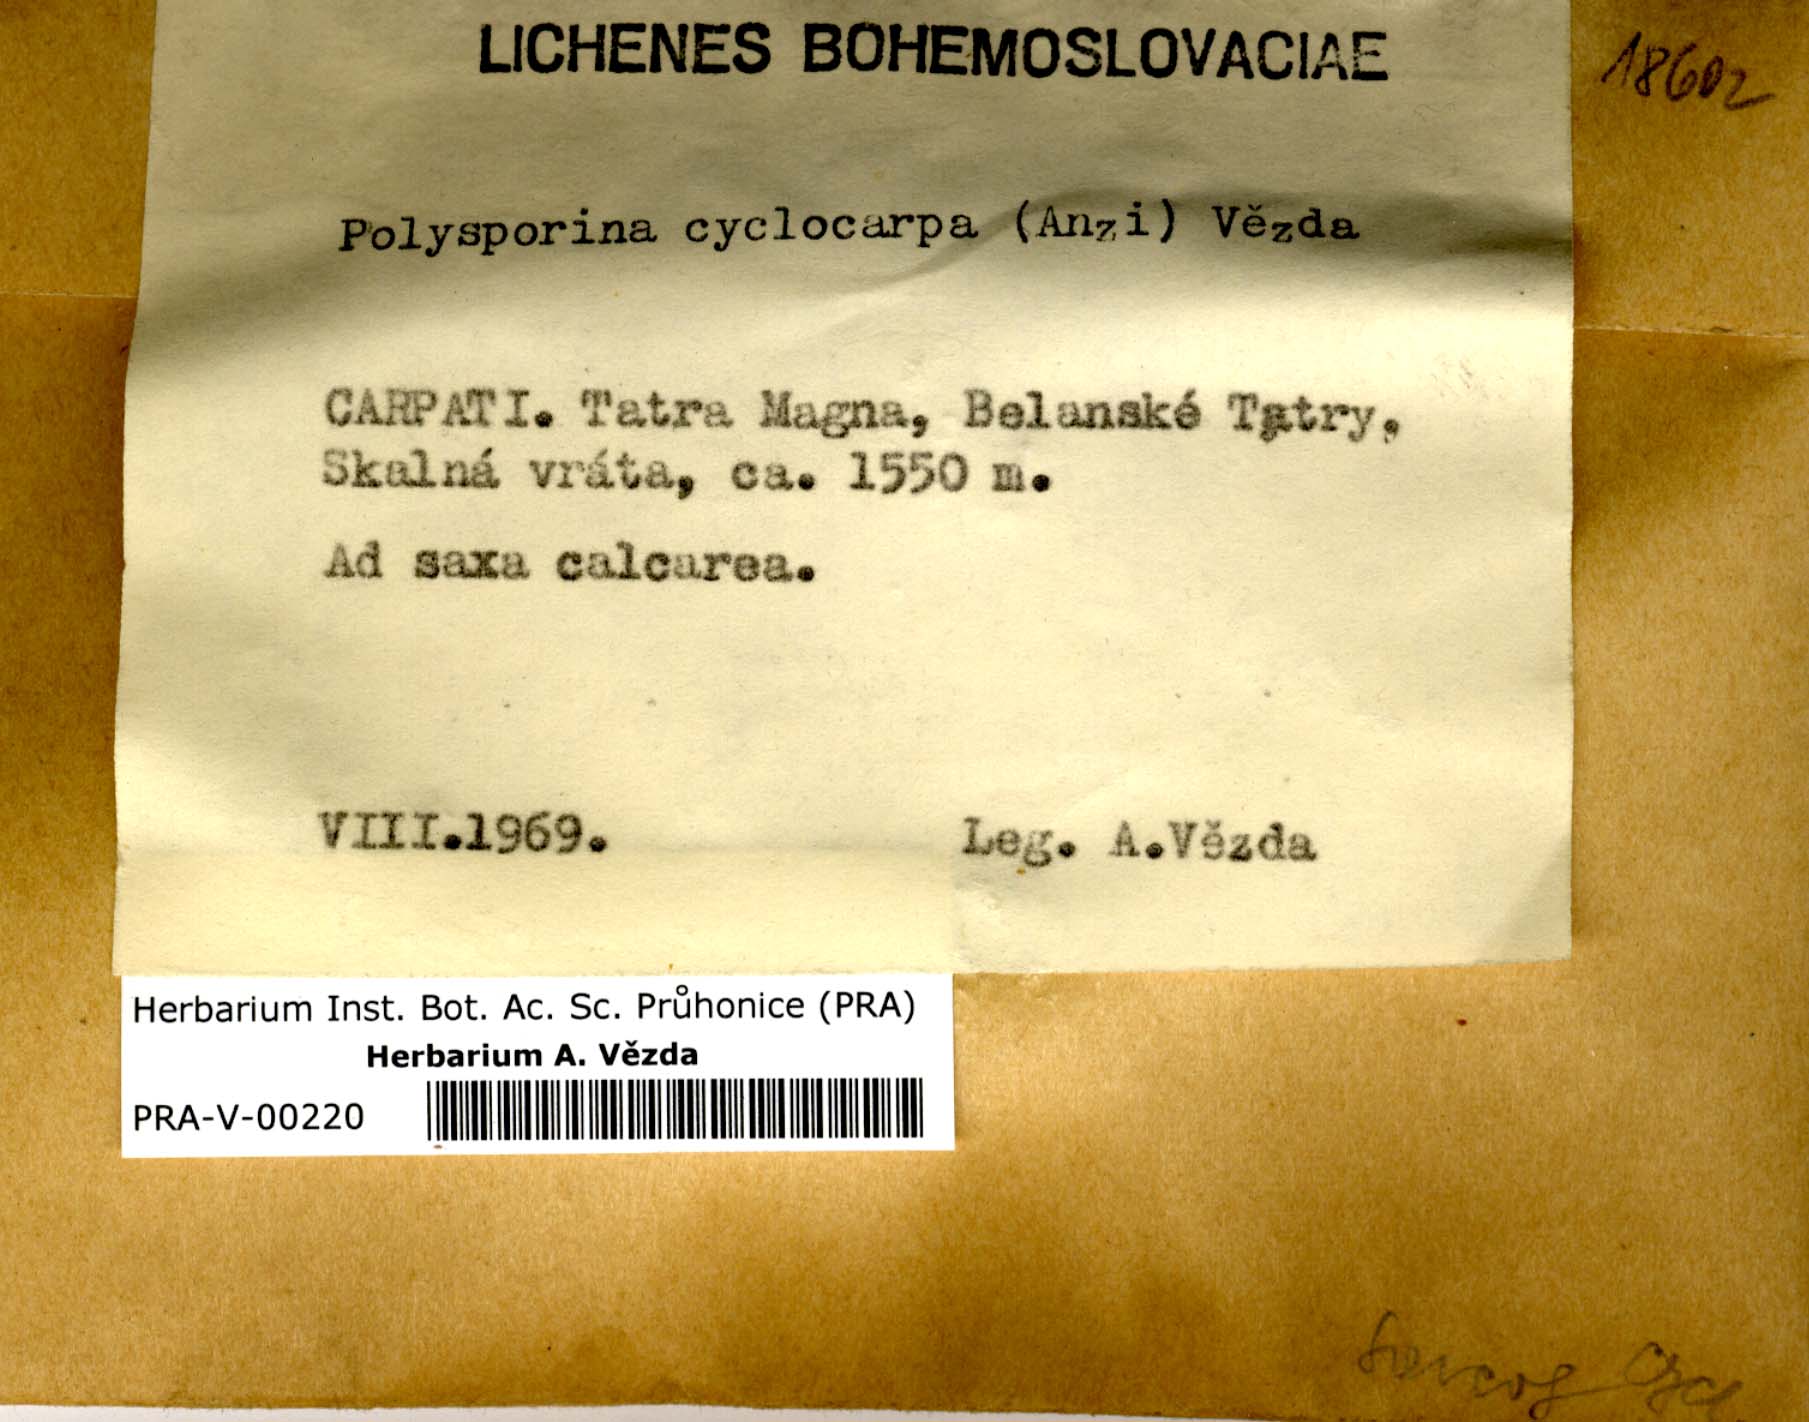 LICHENES BOHEMOSLOVACIAE
18602
Polysporina cyclocarpa (Anzi) Vězda
CARPATI. Tatra Magna, Belanské Tatry,
Skalná vráta, ca. 1550 m.
Ad saxa calcarea.
VIII.1969. Leg. A.Vězda
Herbarium Inst. Bot. Ac. Sc. Průhonice (PRA)
Herbarium A. Vězda
PRA-V-00220